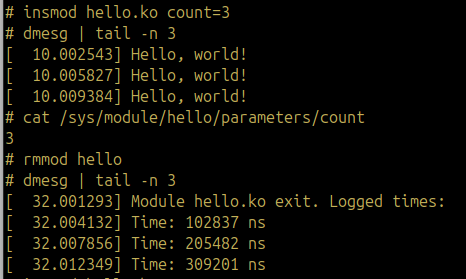 # insmod hello.ko count=3
# dmesg | tail -n 3
[   10.002543] Hello, world!
[   10.005827] Hello, world!
[   10.009384] Hello, world!
# cat /sys/module/hello/parameters/count
3
# rmmod hello
# dmesg | tail -n 3
[   32.001293] Module hello.ko exit. Logged times:
[   32.004132] Time: 102837 ns
[   32.007856] Time: 205482 ns
[   32.012349] Time: 309201 ns